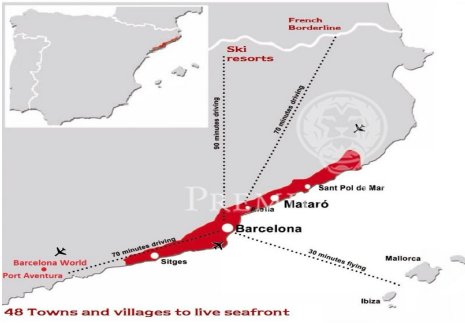 French
Borderline
Ski
resorts
90 minutes driving
70 minutes driving
Sant Pol de Mar
Mataró
PREM
Barcelona
70 minutes driving
30 minutes flying
Barcelona World
Port Aventura
Sitges
Mallorca
Ibiza
48 Towns and villages to live seafront